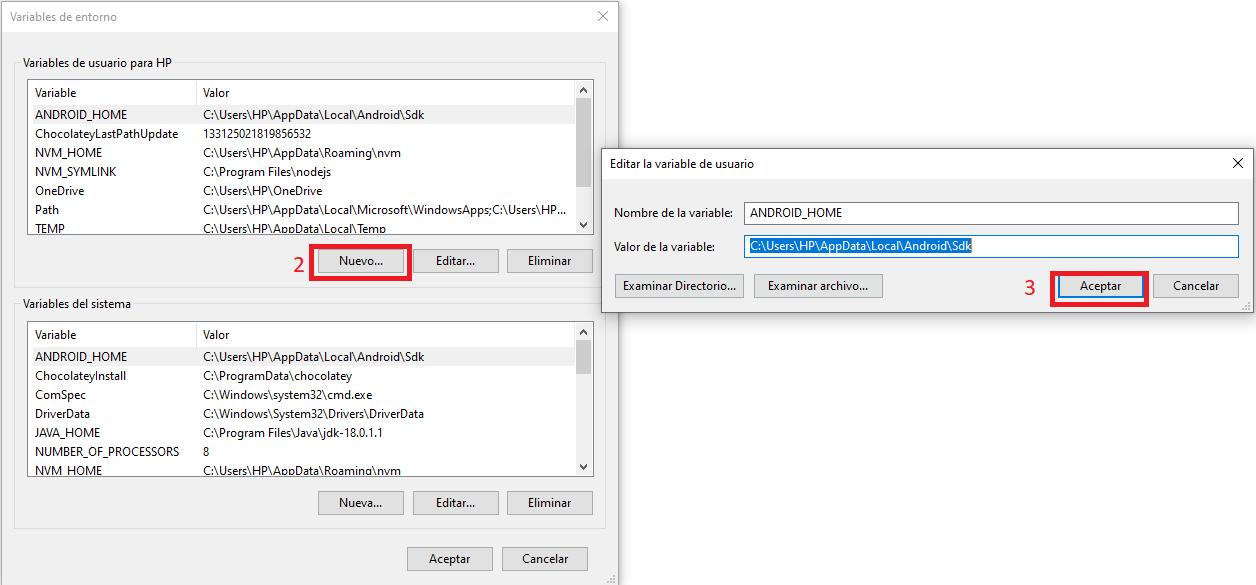 Variables de entorno
Variables de usuario para HP
Variable Valor
ANDROID_HOME C:\Users\HP\AppData\Local\Android\Sdk
ChocolateyLastPathUpdate 133125021819856532
NVM_HOME C:\Users\HP\AppData\Roaming\nvm
NVM_SYMLINK C:\Program Files\nodejs
OneDrive C:\Users\HP\OneDrive
Path C:\Users\HP\AppData\Local\Microsoft\WindowsApps;C:\Users\HP...
TEMP C:\Users\HP\AppData\Local\Temp
2 Nuevo... Editar... Eliminar
Variables del sistema
Variable Valor
ANDROID_HOME C:\Users\HP\AppData\Local\Android\Sdk
ChocolateyInstall C:\ProgramData\chocolatey
ComSpec C:\Windows\system32\cmd.exe
DriverData C:\Windows\System32\Drivers\DriverData
JAVA_HOME C:\Program Files\Java\jdk-18.0.1.1
NUMBER_OF_PROCESSORS 8
NVM_HOME C:\Users\HP\AppData\Roaming\nvm
Nueva... Editar... Eliminar
Aceptar Cancelar
Editar la variable de usuario
Nombre de la variable: ANDROID_HOME
Valor de la variable: C:\Users\HP\AppData\Local\Android\Sdk
Examinar Directorio... Examinar archivo... 3 Aceptar Cancelar